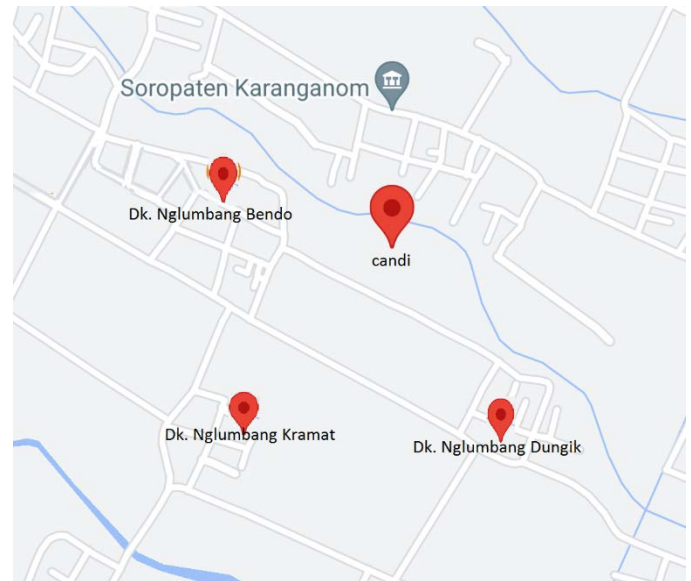 Soropaten Karanganom
Dk. Nglumbang Bendo
candi
Dk. Nglumbang Kramat
Dk. Nglumbang Dungik